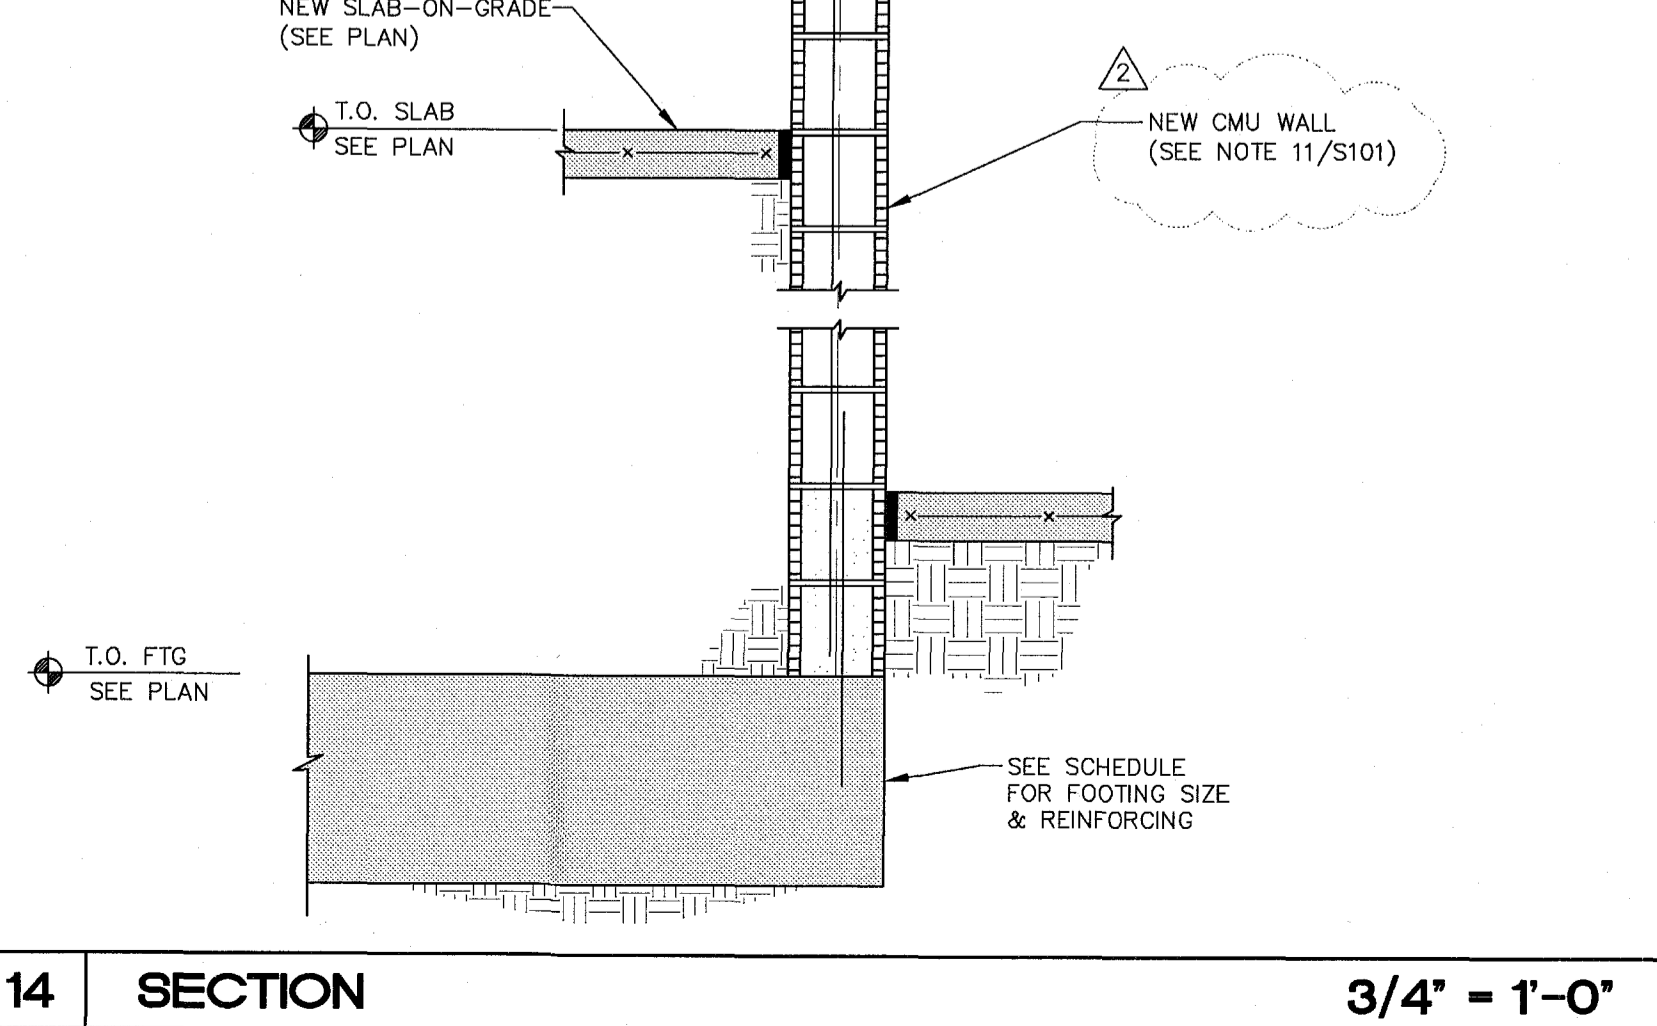 NEW SLAB-ON-GRADE
(SEE PLAN)
T.O. SLAB
SEE PLAN
2
NEW CMU WALL
(SEE NOTE 11/S101)
T.O. FTG
SEE PLAN
SEE SCHEDULE
FOR FOOTING SIZE
& REINFORCING
14
SECTION
3/4" = 1'-0"